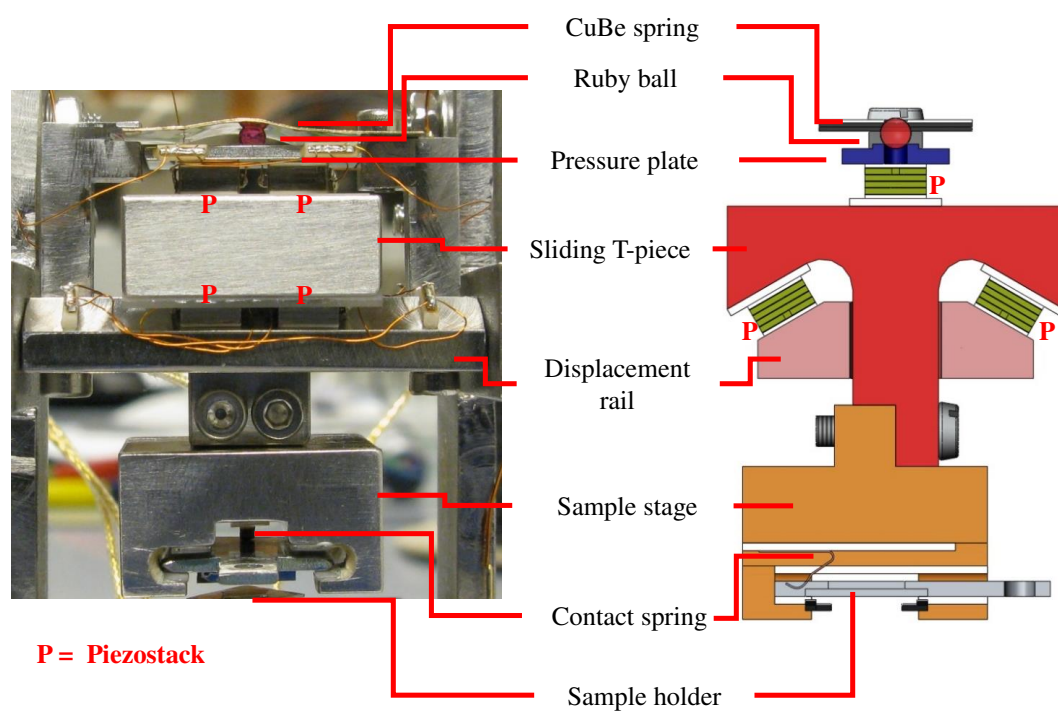 CuBe spring
Ruby ball
Pressure plate
P
P
P
Sliding T-piece
P
P
P
P
Displacement
rail
Sample stage
Contact spring
P = Piezostack
Sample holder